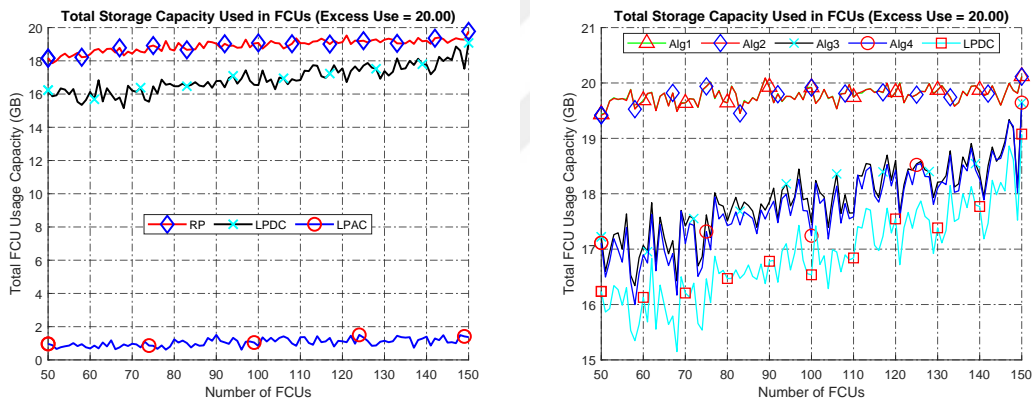 Total Storage Capacity Used in FCUs (Excess Use = 20.00)
Total FCU Usage Capacity (GB)
20
18
16
14
12
10
8
6
4
2
0
RP LPDC LPAC
50 60 70 80 90 100 110 120 130 140 150
Number of FCUs
Total Storage Capacity Used in FCUs (Excess Use = 20.00)
Total FCU Usage Capacity (GB)
21
20
19
18
17
16
15
Alg1 Alg2 Alg3 Alg4 LPDC
50 60 70 80 90 100 110 120 130 140 150
Number of FCUs